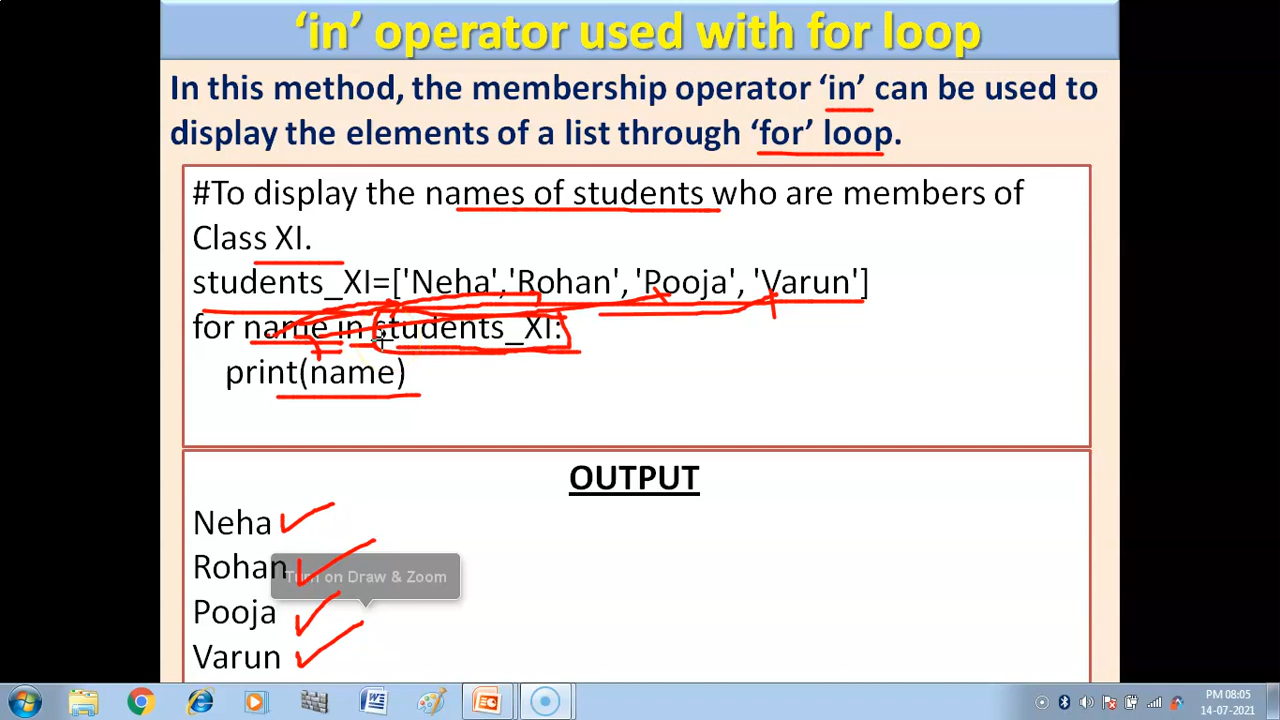 ‘in’ operator used with for loop
In this method, the membership operator ‘in’ can be used to
display the elements of a list through ‘for’ loop.
#To display the names of students who are members of
Class XI.
students_XI=['Neha','Rohan', 'Pooja', 'Varun']
for name in students_XI:
print(name)
OUTPUT
Neha
Rohan
Turn on Draw & Zoom
Pooja
Varun
PM 08:05
14-07-2021